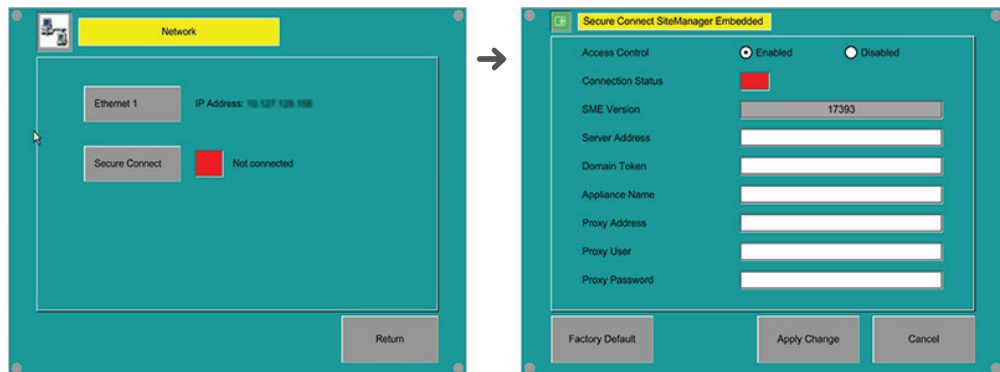 Network
Ethernet 1
IP Address:
Secure Connect
Not connected
Return
Secure Connect SiteManager Embedded
Access Control
Enabled
Disabled
Connection Status
SME Version
17393
Server Address
Domain Token
Appliance Name
Proxy Address
Proxy User
Proxy Password
Factory Default
Apply Change
Cancel